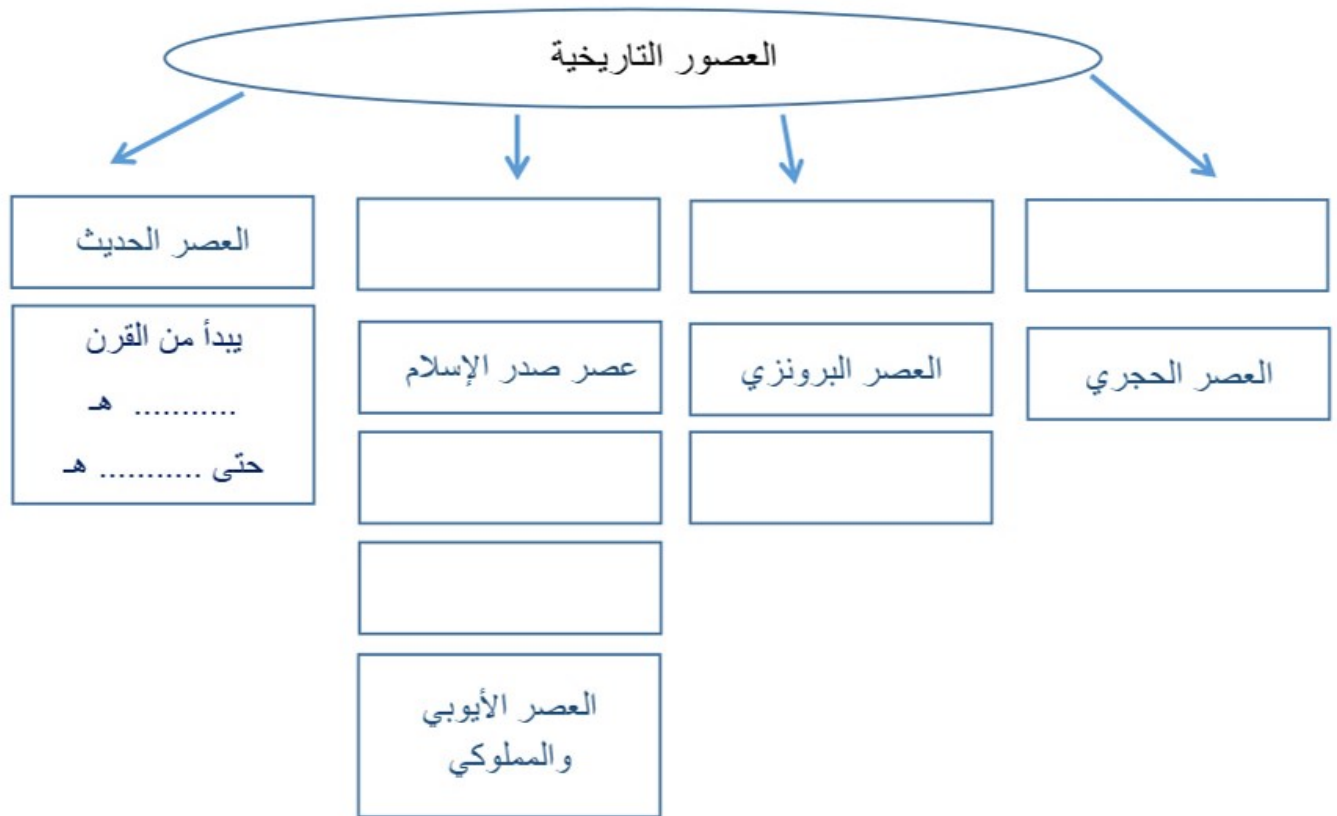 العصور التاريخية
العصر الحديث
العصر الحجري
العصر البرونزي
عصر صدر الإسلام
يبدأ من القرن
........... هـ
حتى ........... هـ
العصر الأيوبي
والمملوكي